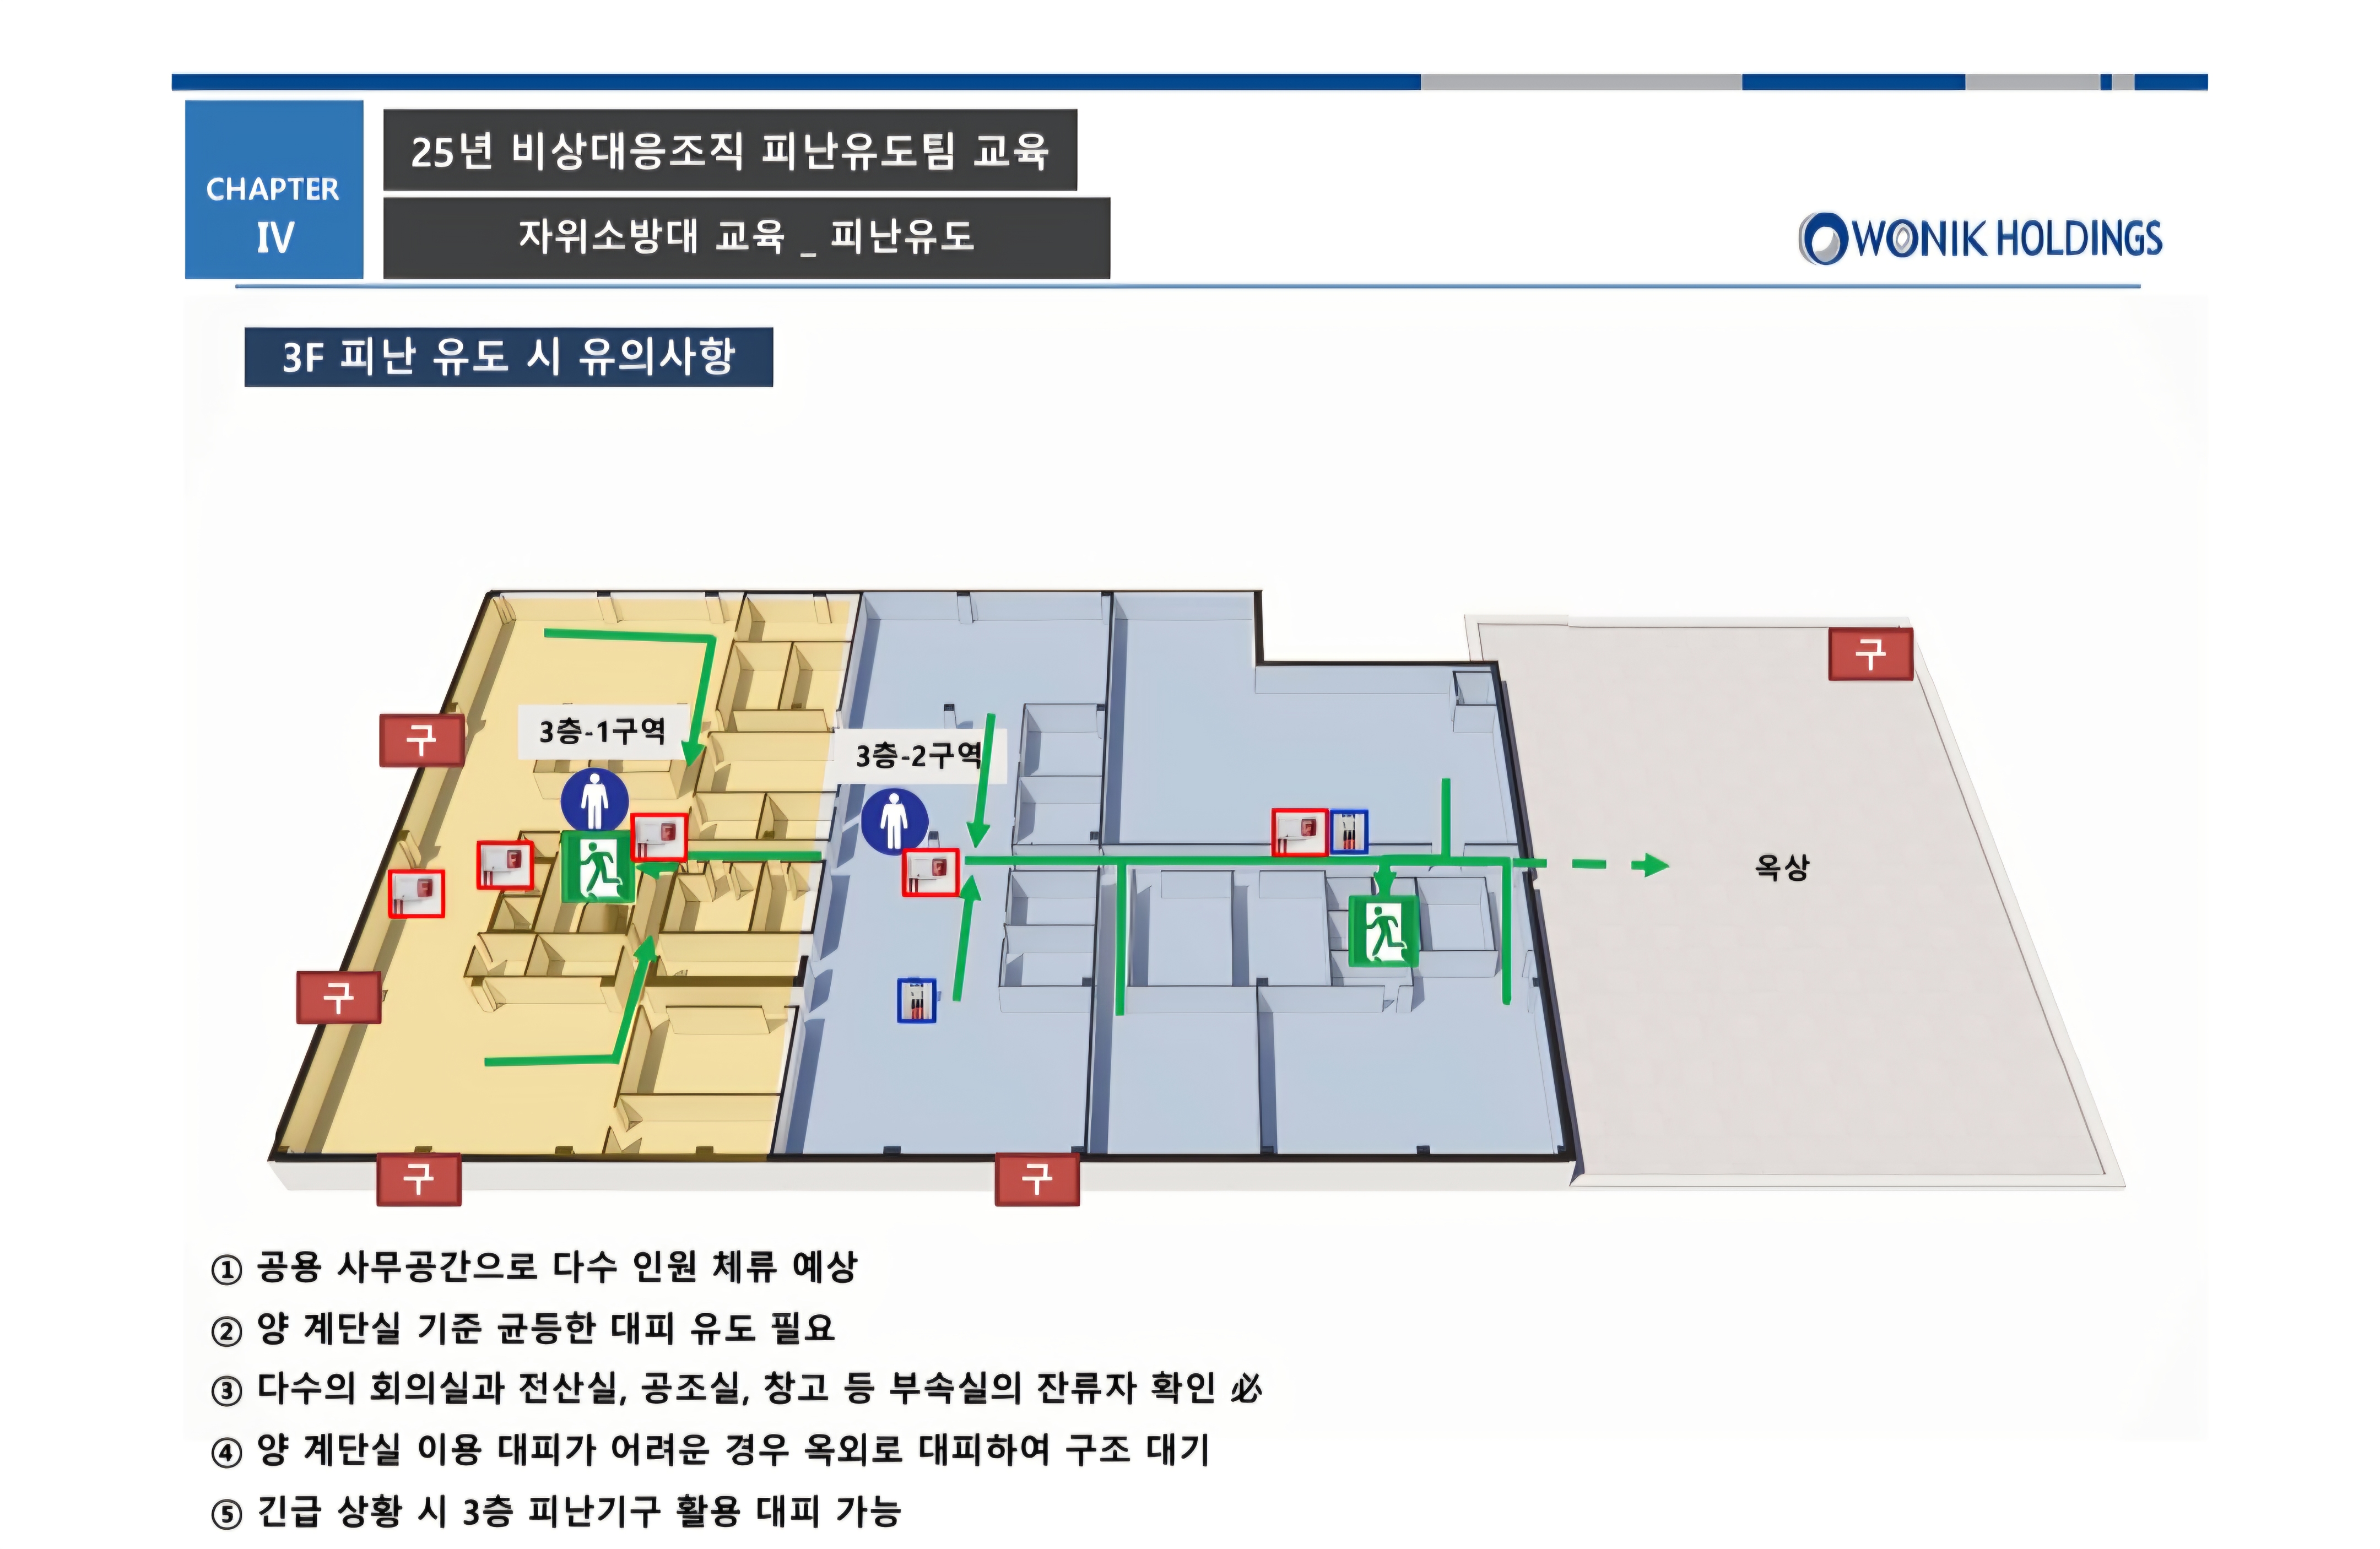 25년 비상대응조직 피난유도팀 교육
CHAPTER
IV
자위소방대 교육 _ 피난유도
WONIK HOLDINGS
3F 피난 유도 시 유의사항
구
구
3층-1구역
3층-2구역
옥상
구
구
구
① 공용 사무공간으로 다수 인원 체류 예상
② 양 계단실 기준 균등한 대피 유도 필요
③ 다수의 회의실과 전산실, 공조실, 창고 등 부속실의 잔류자 확인 必
④ 양 계단실 이용 대피가 어려운 경우 옥외로 대피하여 구조 대기
⑤ 긴급 상황 시 3층 피난기구 활용 대피 가능